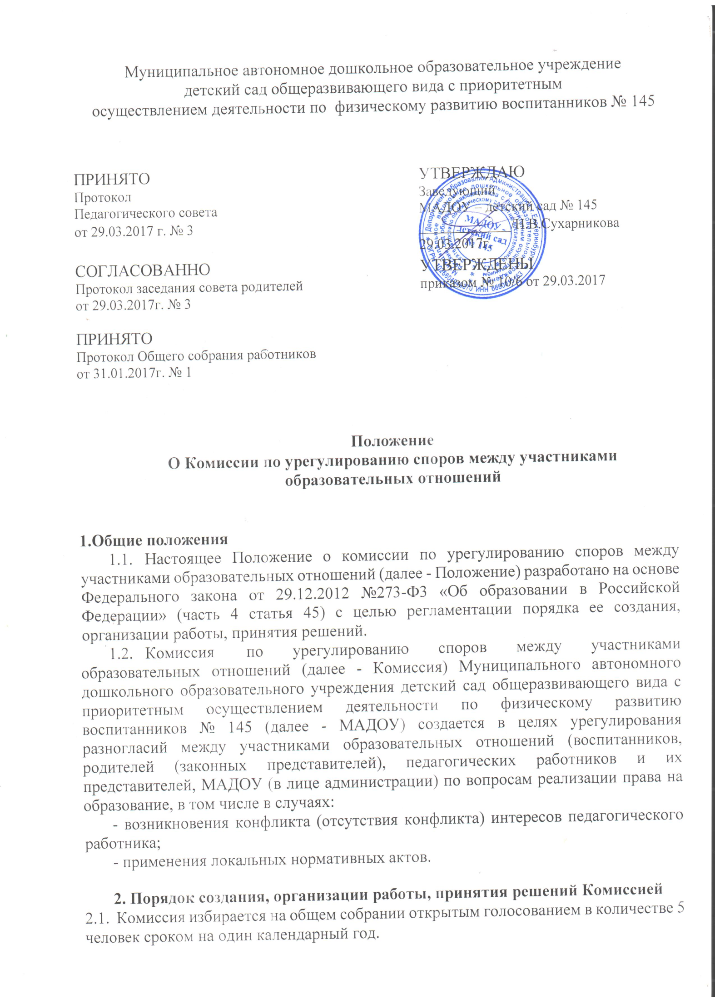 Муниципальное автономное дошкольное образовательное учреждение
детский сад общеразвивающего вида с приоритетным
осуществлением деятельности по физическому развитию воспитанников № 145
ПРИНЯТО
Протокол
Педагогического совета
от 29.03.2017 г. № 3
СОГЛАСОВАННО
Протокол заседания совета родителей
от 29.03.2017г. № 3
ПРИНЯТО
Протокол Общего собрания работников
от 31.01.2017г. № 1
УТВЕРЖДАЮ
Заведующий
МАДОУ – детский сад № 145
Н.В.Сухарникова
29.03.2017г.
УТВЕРЖДЕНЫ
приказом № 10/6 от 29.03.2017
МАДОУ -
детский сад
№ 145
Положение
О Комиссии по урегулированию споров между участниками
образовательных отношений
1.Общие положения
1.1. Настоящее Положение о комиссии по урегулированию споров между
участниками образовательных отношений (далее - Положение) разработано на основе
Федерального закона от 29.12.2012 №273-ФЗ «Об образовании в Российской
Федерации» (часть 4 статья 45) с целью регламентации порядка ее создания,
организации работы, принятия решений.
1.2. Комиссия по урегулированию споров между участниками
образовательных отношений (далее - Комиссия) Муниципального автономного
дошкольного образовательного учреждения детский сад общеразвивающего вида с
приоритетным осуществлением деятельности по физическому развитию
воспитанников № 145 (далее - МАДОУ) создается в целях урегулирования
разногласий между участниками образовательных отношений (воспитанников,
родителей (законных представителей), педагогических работников и их
представителей, МАДОУ (в лице администрации) по вопросам реализации права на
образование, в том числе в случаях:
- возникновения конфликта (отсутствия конфликта) интересов педагогического
работника;
- применения локальных нормативных актов.
2. Порядок создания, организации работы, принятия решений Комиссией
2.1. Комиссия избирается на общем собрании открытым голосованием в количестве 5
человек сроком на один календарный год.